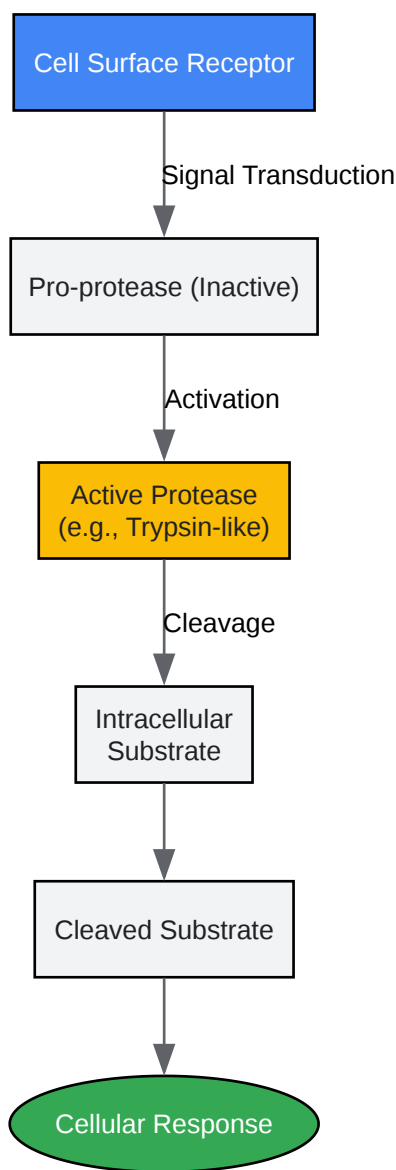 Cell Surface Receptor
Signal Transduction
Pro-protease (Inactive)
Activation
Active Protease
(e.g., Trypsin-like)
Cleavage
Intracellular
Substrate
Cleaved Substrate
Cellular Response